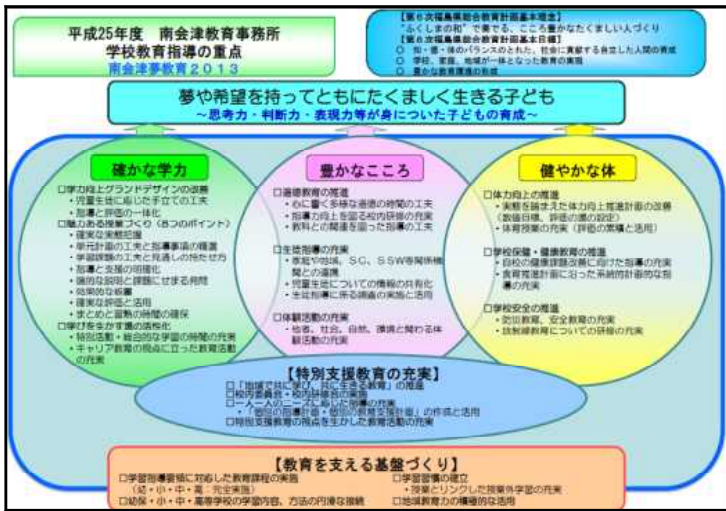 平成25年度 南会津教育事務所
学校教育指導の重点
南会津夢教育2013
【第6次福島県総合教育計画基本理念】
“ふくしまの和”で奏でる、こころ豊かなたくましい人づくり
【第6次福島県総合教育計画基本目標】
○ 知・徳・体のバランスのとれた、社会に貢献する自立した人間の育成
○ 学校、家庭、地域が一体となった教育の実施
○ 豊かな教育環境の形成
夢や希望を持ってともにたくましく生きる子ども
~思考力・判断力・表現力等が身についた子どもの育成~
確かな学力
□学力向上グランドデザインの改善
・児童生徒に応じた手立ての工夫
・指導と評価の一体化
□魅力ある授業づくり(8つのポイント)
・確実な実態把握
・単元計画の工夫と指導事項の精選
・学習課題の工夫と見通しの持たせ方
・指導と支援の明確化
・端的な説明と課題にせまる発問
・効果的な板書
・確実な評価と活用
・まとめと習熟の時間の確保
□学びを生かす場の活性化
・特別活動・総合的な学習の時間の充実
・キャリア教育の視点に立った教育活動
の充実
豊かなこころ
□道徳教育の推進
・心に響く多様な道徳の時間の工夫
・指導力向上を図る校内研修の充実
・教科との関連を図った指導の工夫
□生徒指導の充実
・家庭や地域、SC、SSW等関係機
関との連携
・児童生徒についての情報の共有化
・生徒指導に係る調査の実施と活用
□体験活動の充実
・他者、社会、自然、環境と関わる体
験活動の充実
健やかな体
□体力向上の推進
・実態を踏まえた体力向上推進計画の改善
(数値目標、評価の場の設定)
・体育授業の充実(評価の累積と活用)
□学校保健・健康教育の推進
・自校の健康課題改善に向けた指導の充実
・食育推進計画に沿った系統的計画的な指
導の充実
□学校安全の推進
・防災教育、安全教育の充実
・放射線教育についての研修の充実
【特別支援教育の充実】
□「地域で共に学び、共に生きる教育」の推進
□校内委員会・校内研修会の実施
□一人一人のニーズに応じた指導の充実
・「個別の指導計画・個別の教育支援計画」の作成と活用
□特別支援教育の視点を生かした教育活動の充実
【教育を支える基盤づくり】
□学習指導要領に対応した教育課程の実施
(幼・小・中・高:完全実施)
□幼保・小・中・高等学校の学習内容、方法の円滑な接続
□学習習慣の確立
・授業とリンクした授業外学習の充実
□地域教育力の積極的な活用